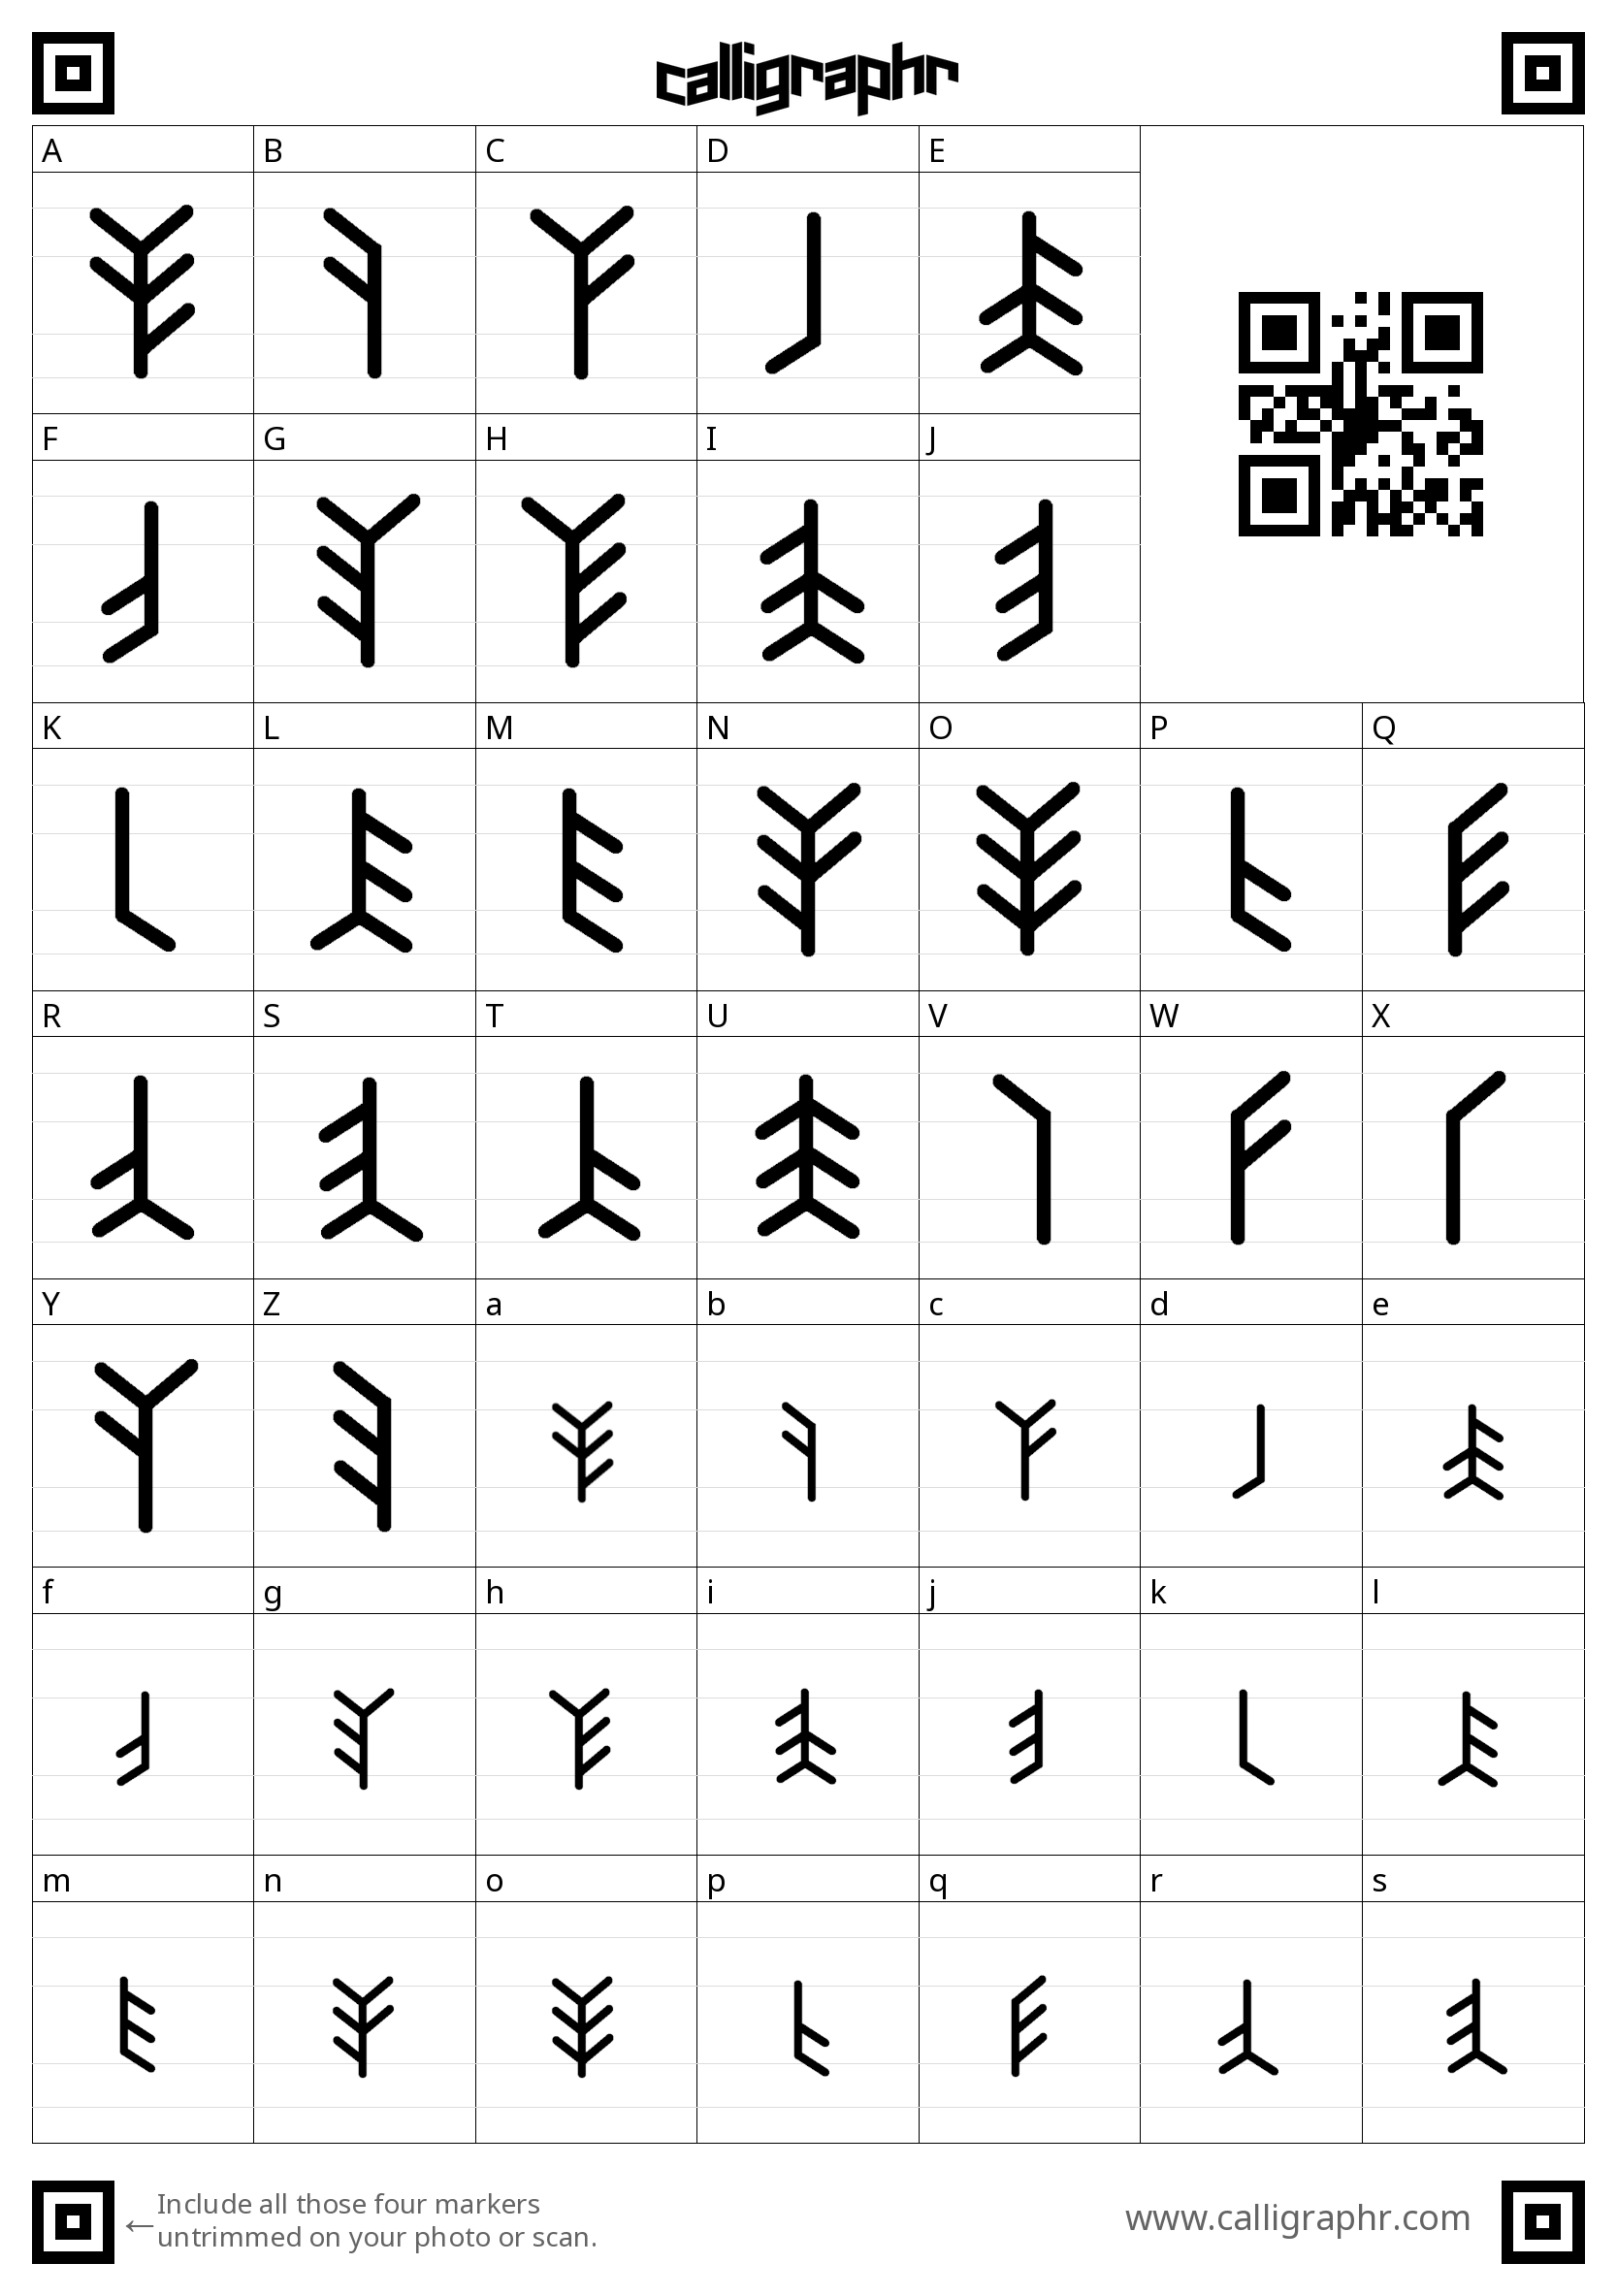 calligraphr
A B C D E
F G H I J
K L M N O P Q
R S T U V W X
Y Z a b c d e
f g h i j k l
m n o p q r s
←Include all those four markers
untrimmed on your photo or scan.
www.calligraphr.com